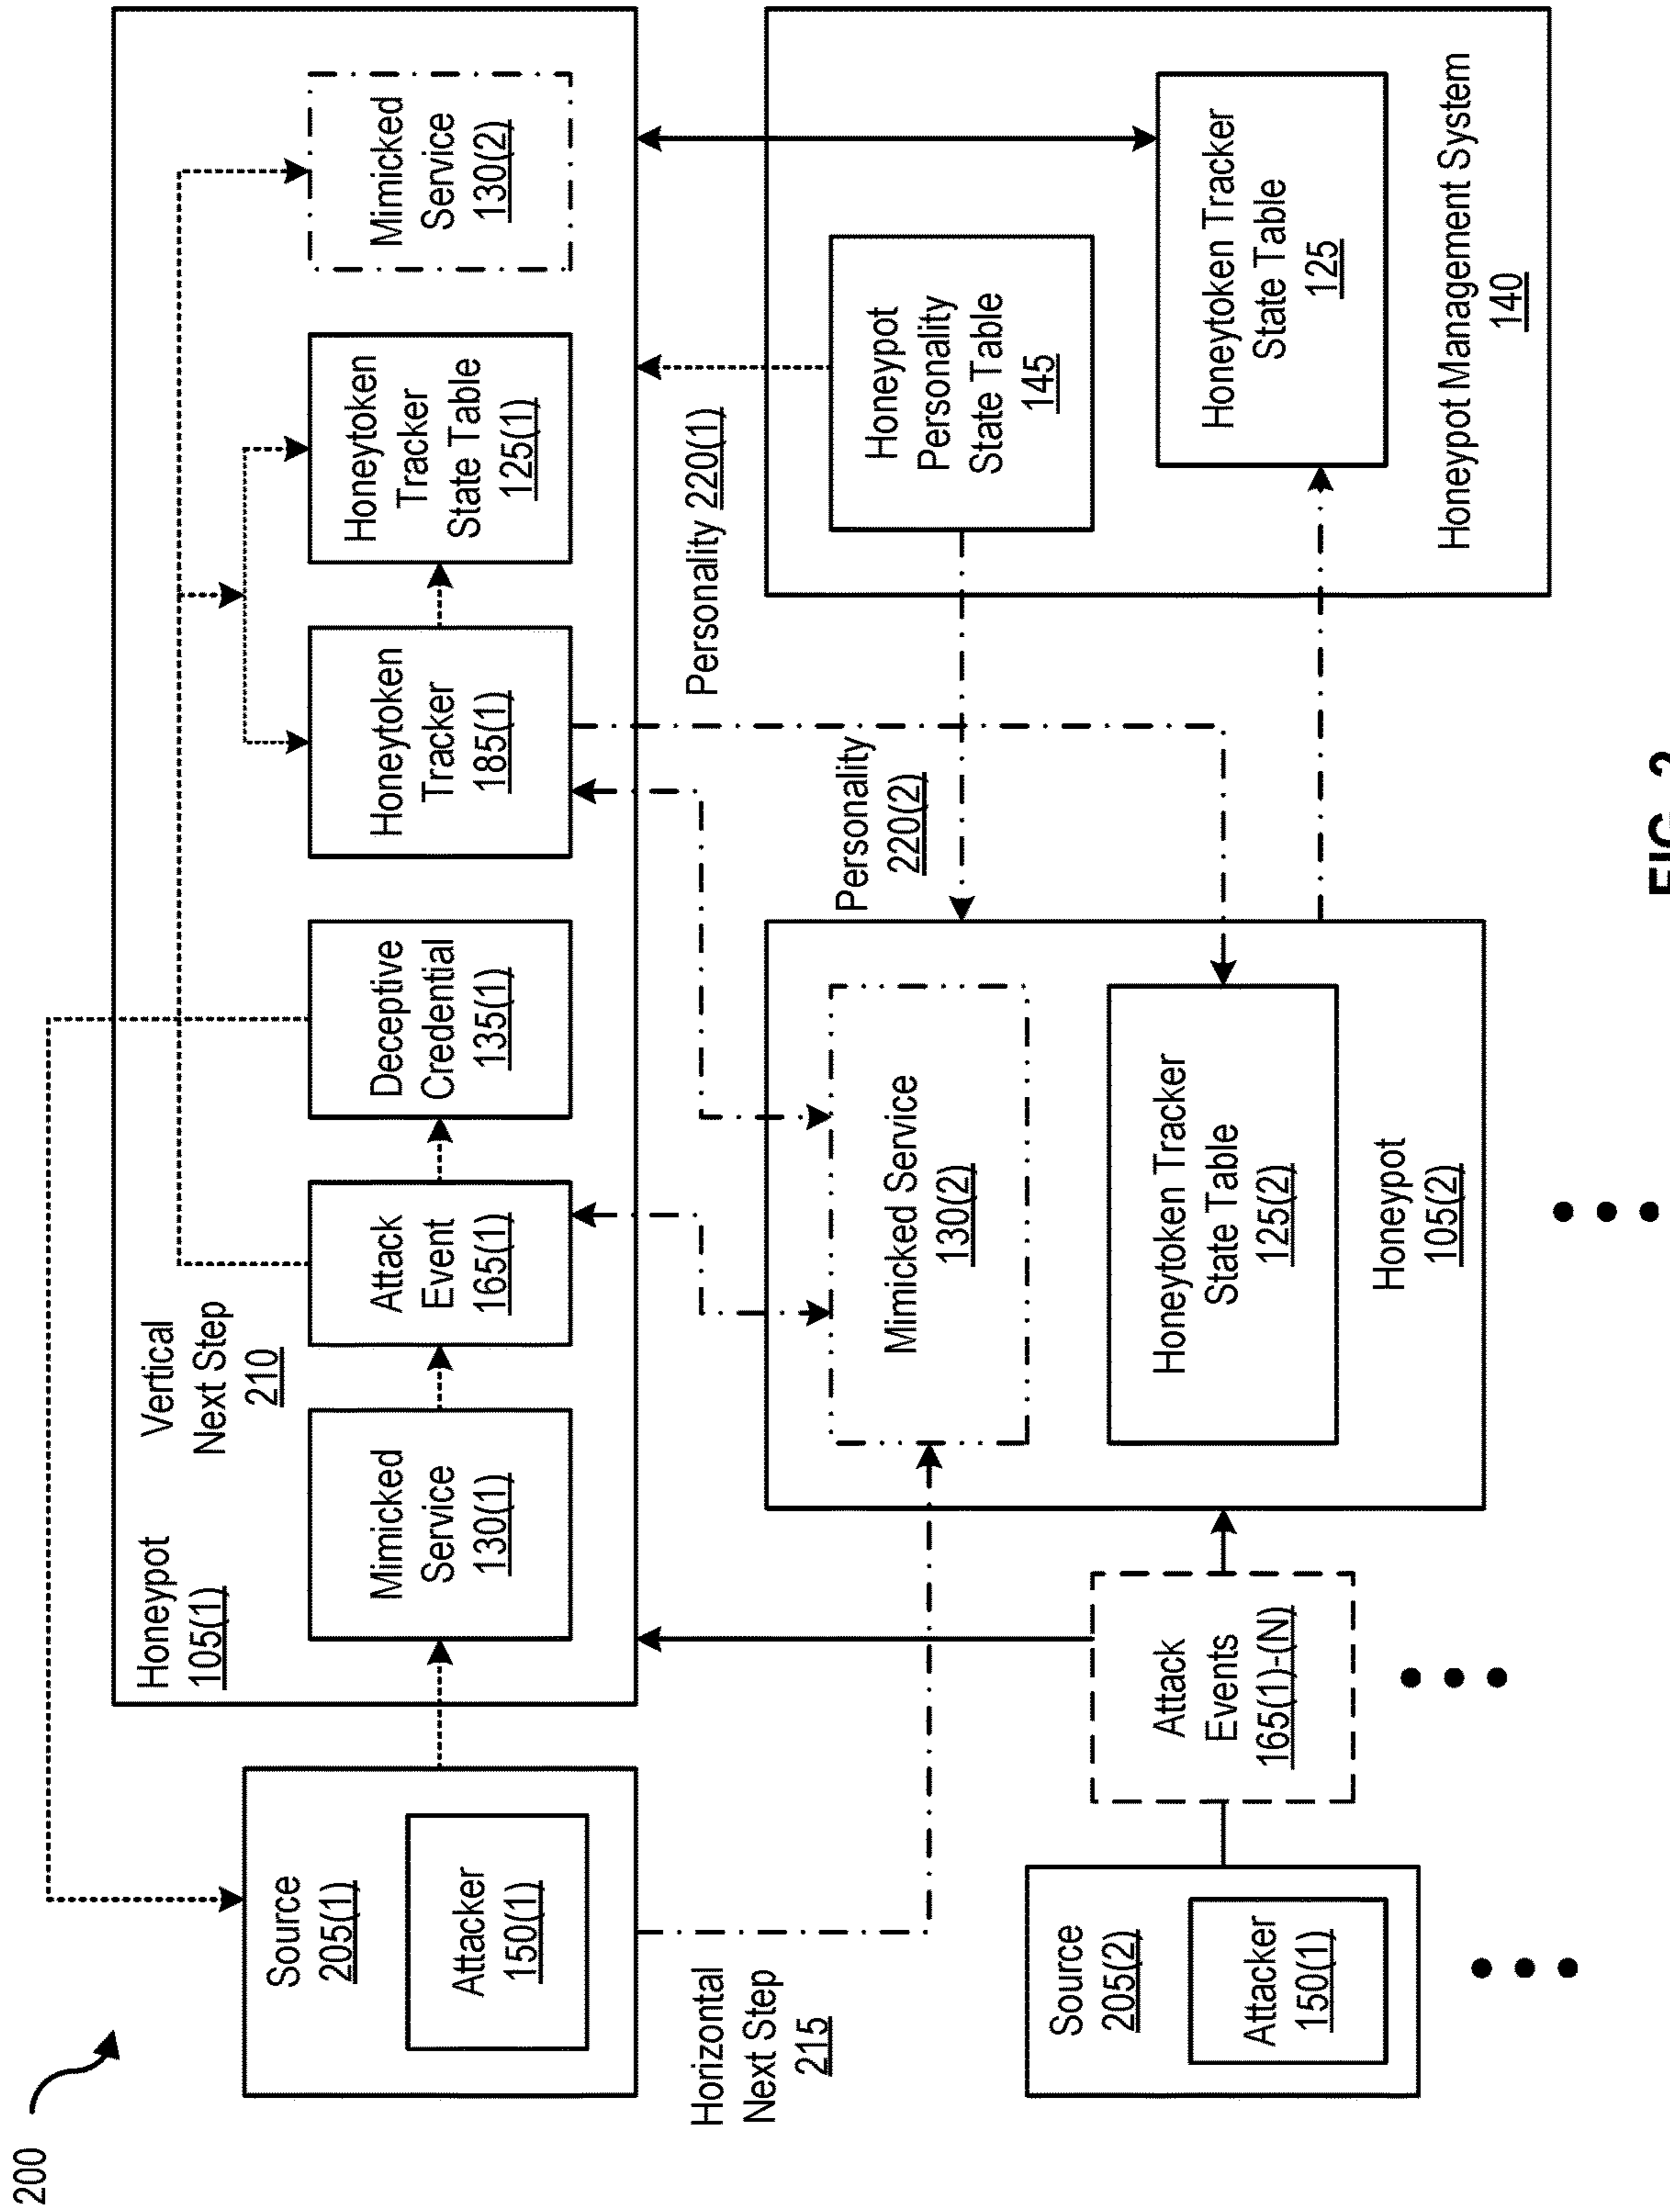 200
Source
205(1)
Attacker
150(1)
Honeypot
105(1)
Vertical
Next Step
210
Mimicked
Service
130(1)
Attack
Event
165(1)
Deceptive
Credential
135(1)
Honeytoken
Tracker
185(1)
Honeytoken
Tracker
State Table
125(1)
Mimicked
Service
130(2)
Horizontal
Next Step
215
Personality 220(1)
Personality
220(2)
Source
205(2)
Attacker
150(1)
Attack
Events
165(1)-(N)
Mimicked Service
130(2)
Honeytoken Tracker
State Table
125(2)
Honeypot
105(2)
Honeypot
Personality
State Table
145
Honeytoken Tracker
State Table
125
Honeypot Management System
140
FIG. 2